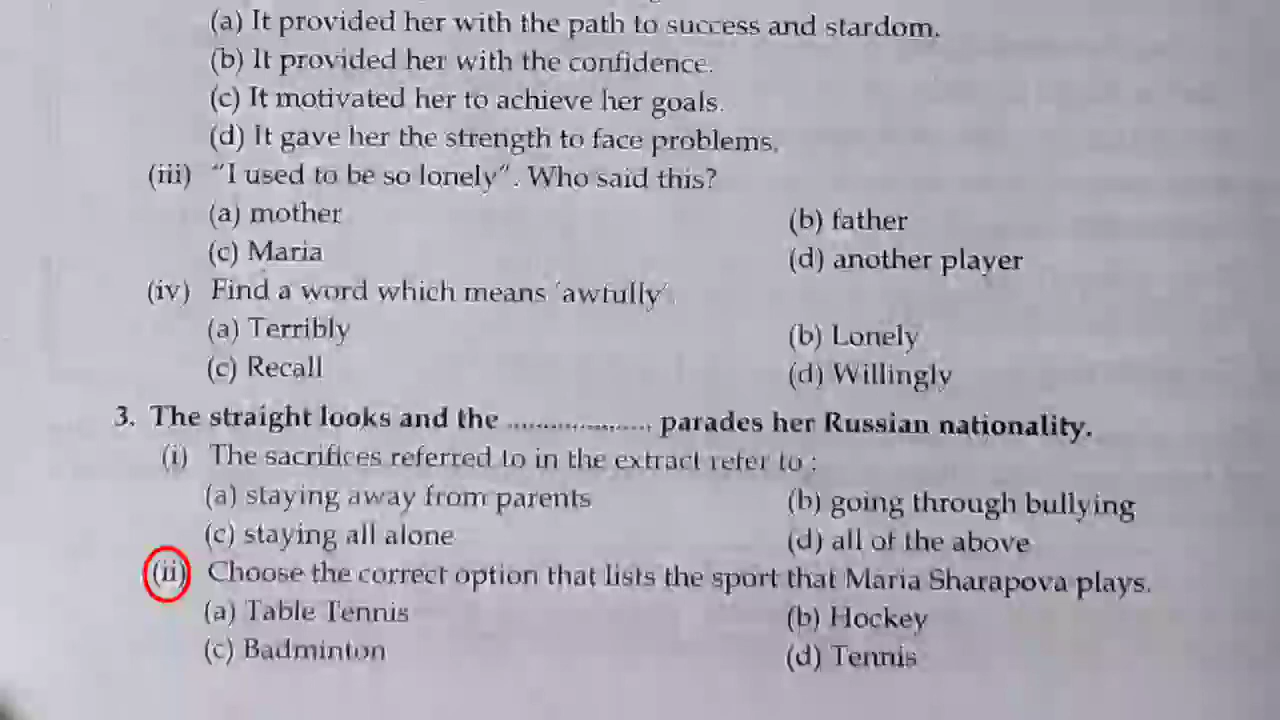 (a) It provided her with the path to success and stardom.
(b) It provided her with the confidence.
(c) It motivated her to achieve her goals.
(d) It gave her the strength to face problems.
(iii) "I used to be so lonely". Who said this?
(a) mother (b) father
(c) Maria (d) another player
(iv) Find a word which means 'awfully'.
(a) Terribly (b) Lonely
(c) Recall (d) Willingly
3. The straight looks and the .................... parades her Russian nationality.
(i) The sacrifices referred to in the extract refer to :
(a) staying away from parents (b) going through bullying
(c) staying all alone (d) all of the above
(ii) Choose the correct option that lists the sport that Maria Sharapova plays.
(a) Table Tennis (b) Hockey
(c) Badminton (d) Tennis